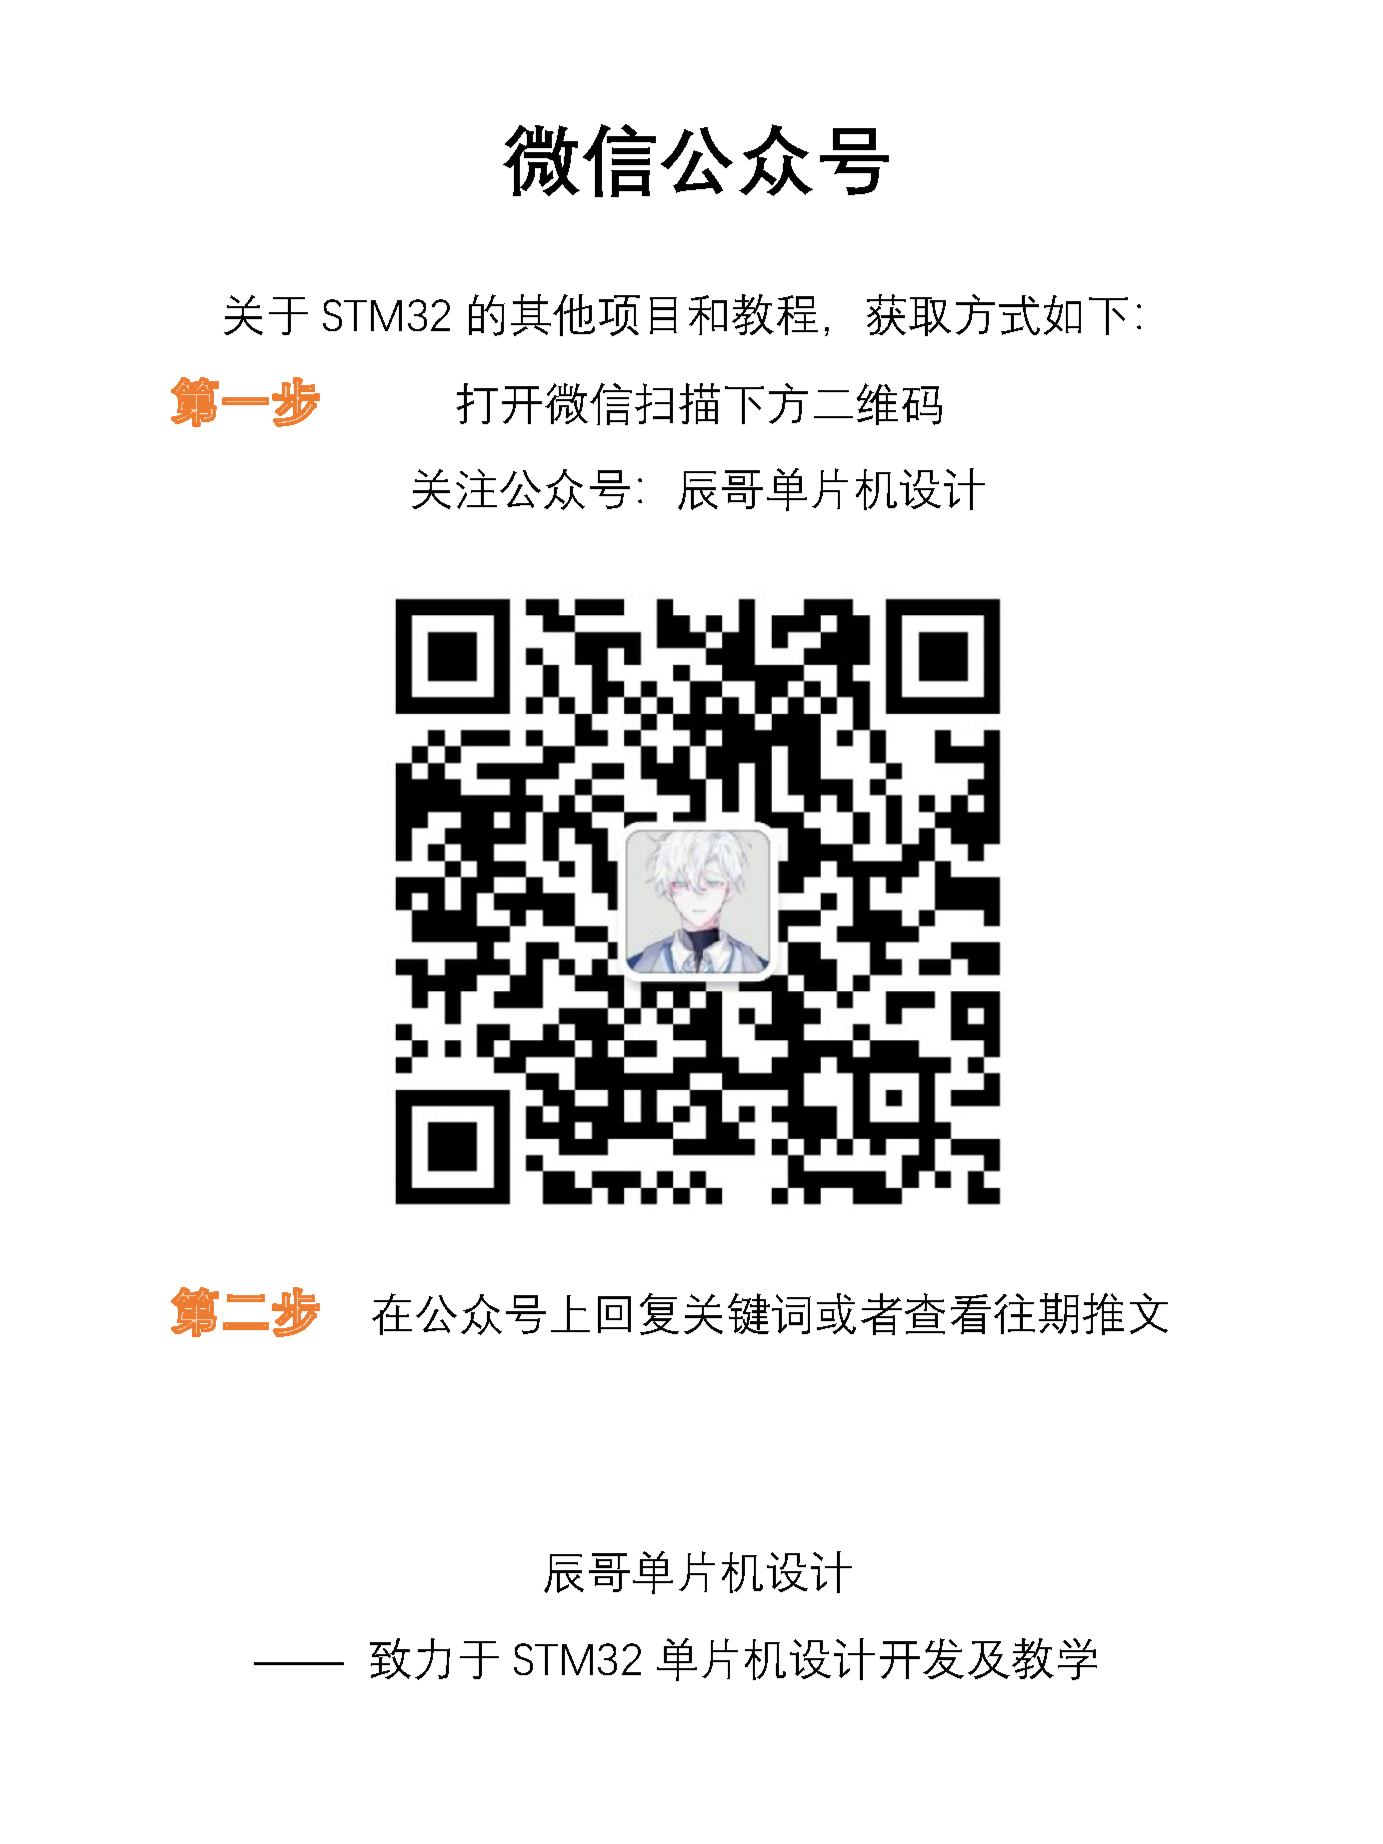 微信公众号
关于 STM32 的其他项目和教程，获取方式如下：
第一步 打开微信扫描下方二维码
关注公众号：辰哥单片机设计
第二步 在公众号上回复关键词或者查看往期推文
辰哥单片机设计
—— 致力于 STM32 单片机设计开发及教学